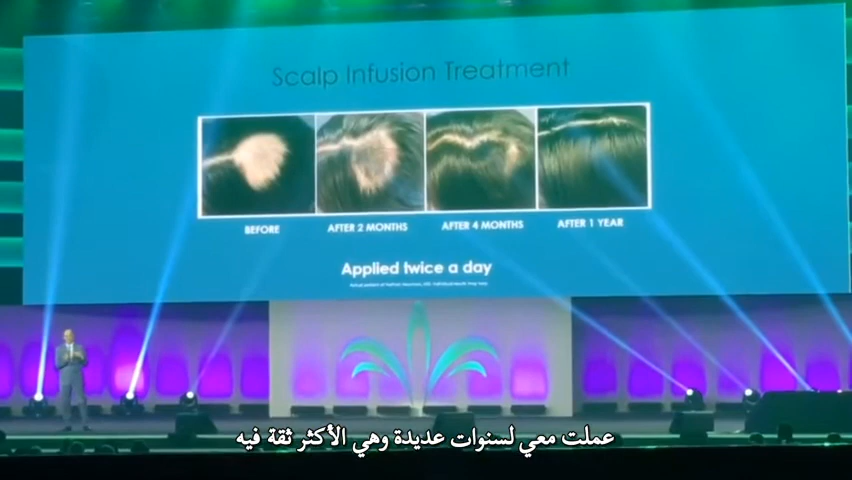 Scalp Infusion Treatment
BEFORE
AFTER 2 MONTHS
AFTER 4 MONTHS
AFTER 1 YEAR
Applied twice a day
عملت معي لسنوات عديدة وهي الأكثر ثقة فيه